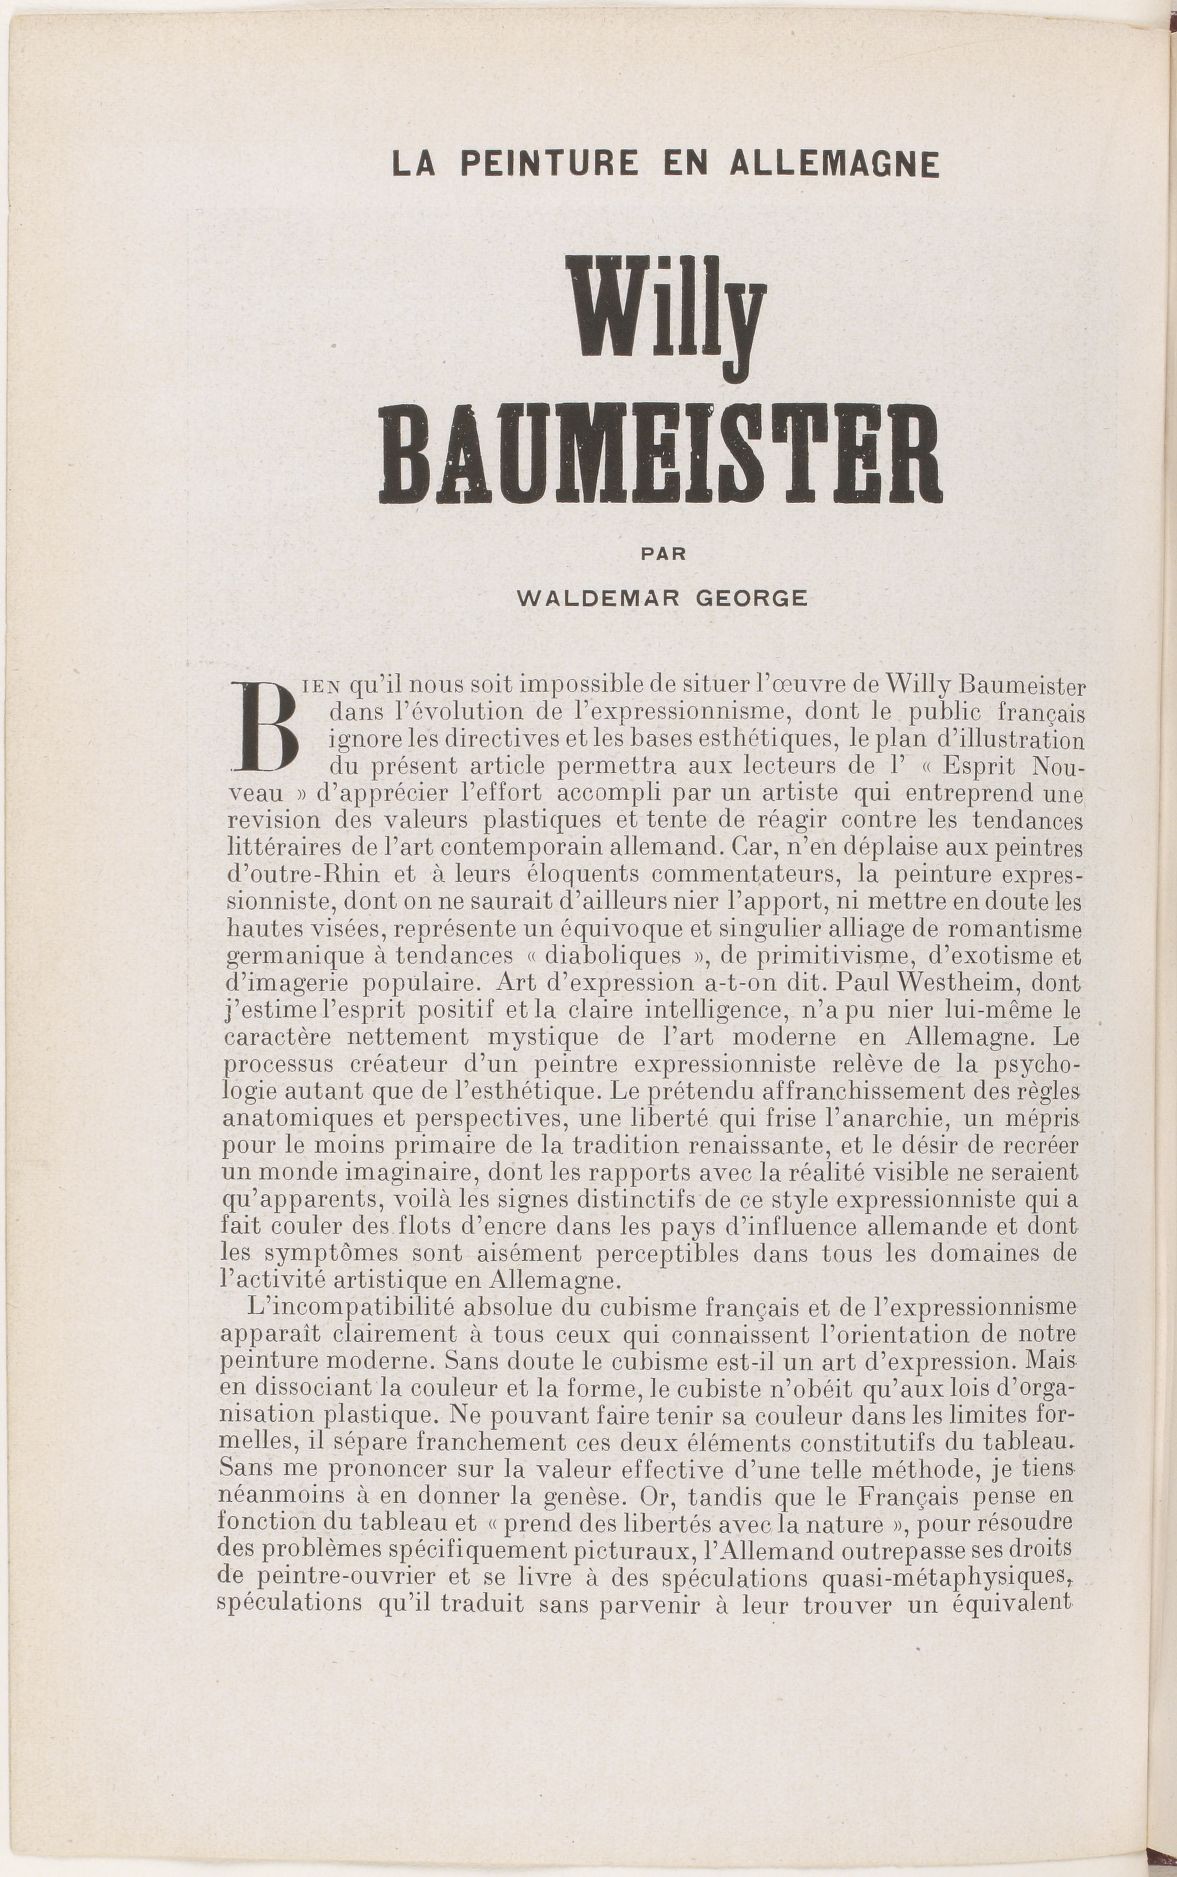 LA PEINTURE EN ALLEMAGNE
Willy
BAUMEISTER
PAR
WALDEMAR GEORGE
BIEN qu'il nous soit impossible de situer l'œuvre de Willy Baumeister
dans l'évolution de l'expressionnisme, dont le public français
ignore les directives et les bases esthétiques, le plan d'illustration
du présent article permettra aux lecteurs de l' « Esprit Nou-
veau » d'apprécier l'effort accompli par un artiste qui entreprend une
revision des valeurs plastiques et tente de réagir contre les tendances
littéraires de l'art contemporain allemand. Car, n'en déplaise aux peintres
d'outre-Rhin et à leurs éloquents commentateurs, la peinture expres-
sionniste, dont on ne saurait d'ailleurs nier l'apport, ni mettre en doute les
hautes visées, représente un équivoque et singulier alliage de romantisme
germanique à tendances « diaboliques », de primitivisme, d'exotisme et
d'imagerie populaire. Art d'expression a-t-on dit. Paul Westheim, dont
j'estime l'esprit positif et la claire intelligence, n'a pu nier lui-même le
caractère nettement mystique de l'art moderne en Allemagne. Le
processus créateur d'un peintre expressionniste relève de la psycho-
logie autant que de l'esthétique. Le prétendu affranchissement des règles
anatomiques et perspectives, une liberté qui frise l'anarchie, un mépris
pour le moins primaire de la tradition renaissante, et le désir de recréer
un monde imaginaire, dont les rapports avec la réalité visible ne seraient
qu'apparents, voilà les signes distinctifs de ce style expressionniste qui a
fait couler des flots d'encre dans les pays d'influence allemande et dont
les symptômes sont aisément perceptibles dans tous les domaines de
l'activité artistique en Allemagne.
L'incompatibilité absolue du cubisme français et de l'expressionnisme
apparaît clairement à tous ceux qui connaissent l'orientation de notre
peinture moderne. Sans doute le cubisme est-il un art d'expression. Mais
en dissociant la couleur et la forme, le cubiste n'obéit qu'aux lois d'orga-
nisation plastique. Ne pouvant faire tenir sa couleur dans les limites for-
melles, il sépare franchement ces deux éléments constitutifs du tableau.
Sans me prononcer sur la valeur effective d'une telle méthode, je tiens
néanmoins à en donner la genèse. Or, tandis que le Français pense en
fonction du tableau et « prend des libertés avec la nature », pour résoudre
des problèmes spécifiquement picturaux, l'Allemand outrepasse ses droits
de peintre-ouvrier et se livre à des spéculations quasi-métaphysiques,
spéculations qu'il traduit sans parvenir à leur trouver un équivalent